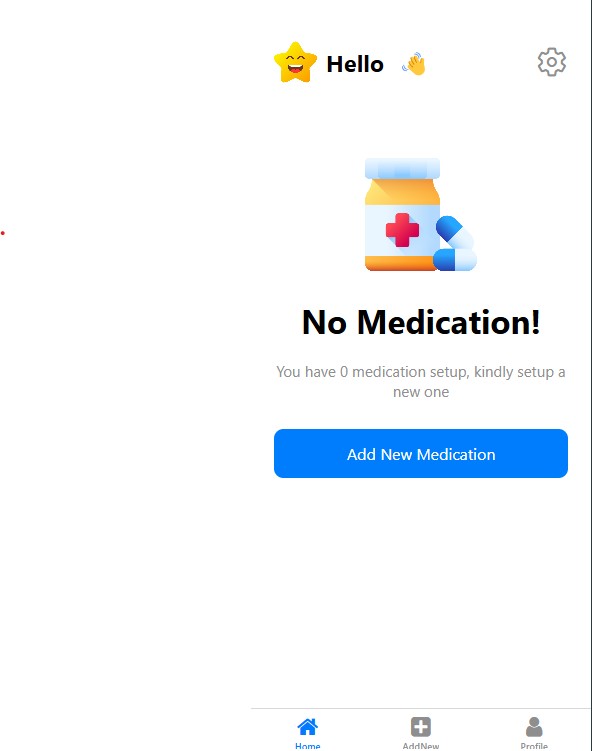 Hello
No Medication!
You have 0 medication setup, kindly setup a
new one
Add New Medication
Home
AddNew
Profile